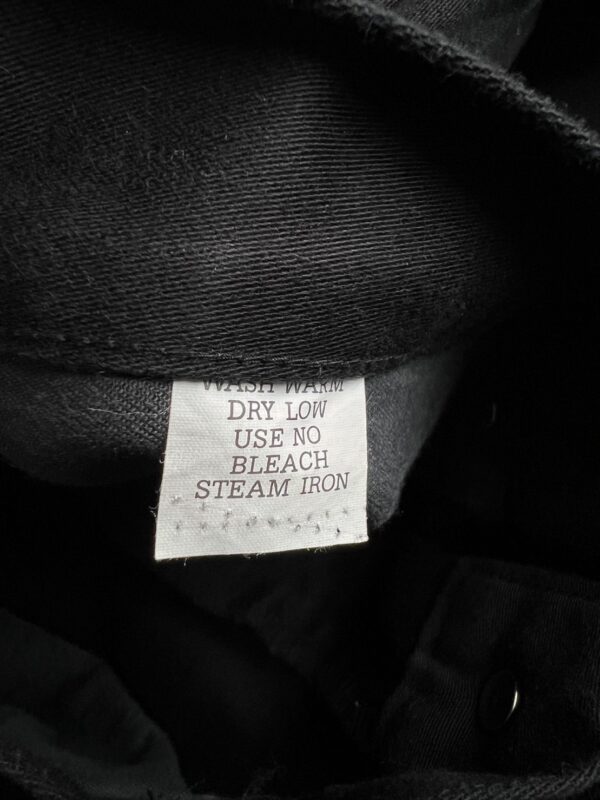 WASH WARM
DRY LOW
USE NO
BLEACH
STEAM IRON